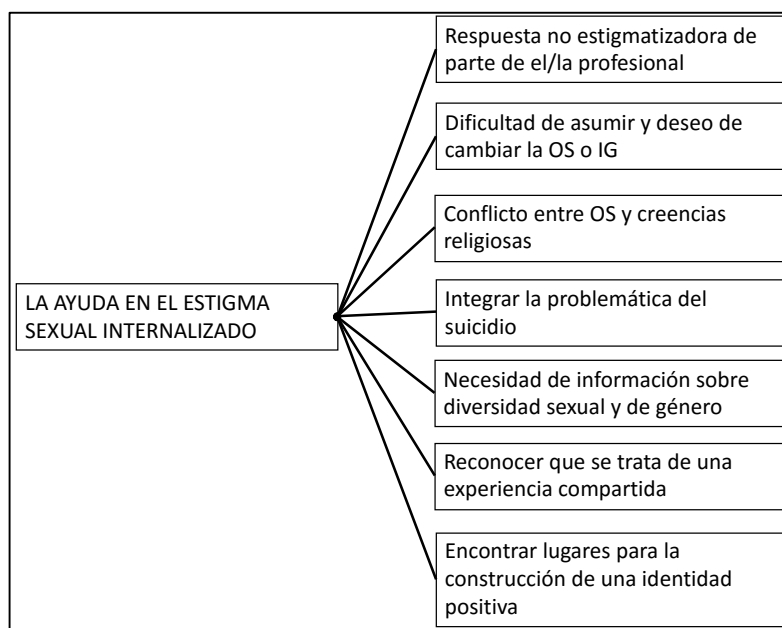 Respuesta no estigmatizadora de
parte de el/la profesional
Dificultad de asumir y deseo de
cambiar la OS o IG
Conflicto entre OS y creencias
religiosas
LA AYUDA EN EL ESTIGMA
SEXUAL INTERNALIZADO
Integrar la problemática del
suicidio
Necesidad de información sobre
diversidad sexual y de género
Reconocer que se trata de una
experiencia compartida
Encontrar lugares para la
construcción de una identidad
positiva